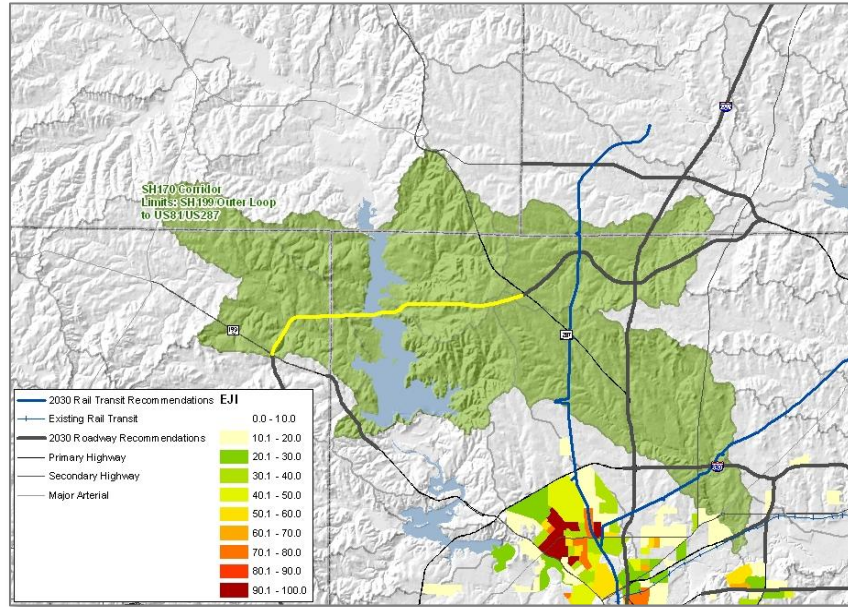 SH170 Corridor
Limits: SH199/Outer Loop
to US81/US287
199
287
2030 Rail Transit Recommendations
Existing Rail Transit
2030 Roadway Recommendations
Primary Highway
Secondary Highway
Major Arterial
EJI
0.0 - 10.0
10.1 - 20.0
20.1 - 30.0
30.1 - 40.0
40.1 - 50.0
50.1 - 60.0
60.1 - 70.0
70.1 - 80.0
80.1 - 90.0
90.1 - 100.0